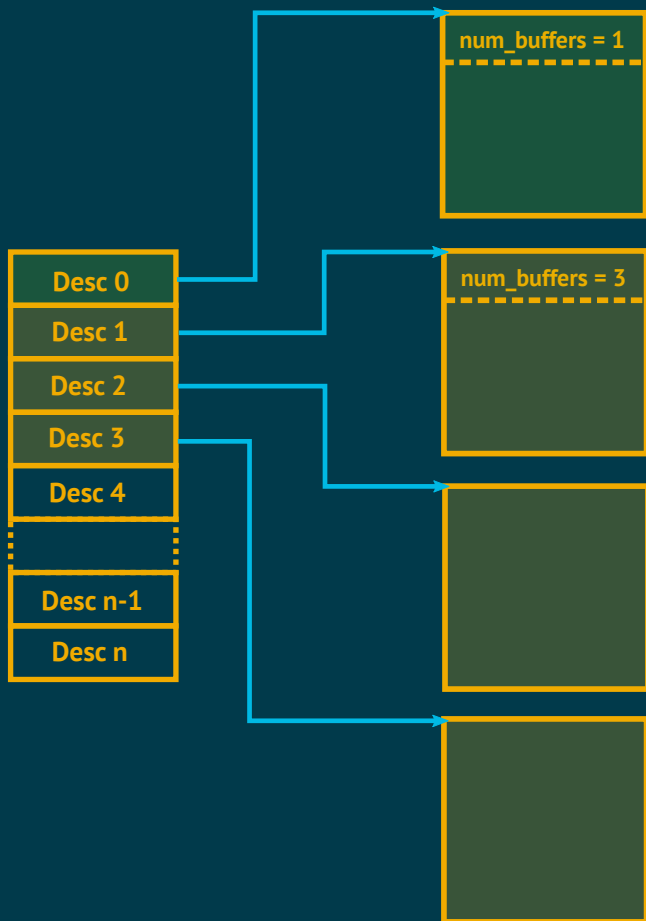 num_buffers = 1
Desc 0
num_buffers = 3
Desc 1
Desc 2
Desc 3
Desc 4
Desc n-1
Desc n